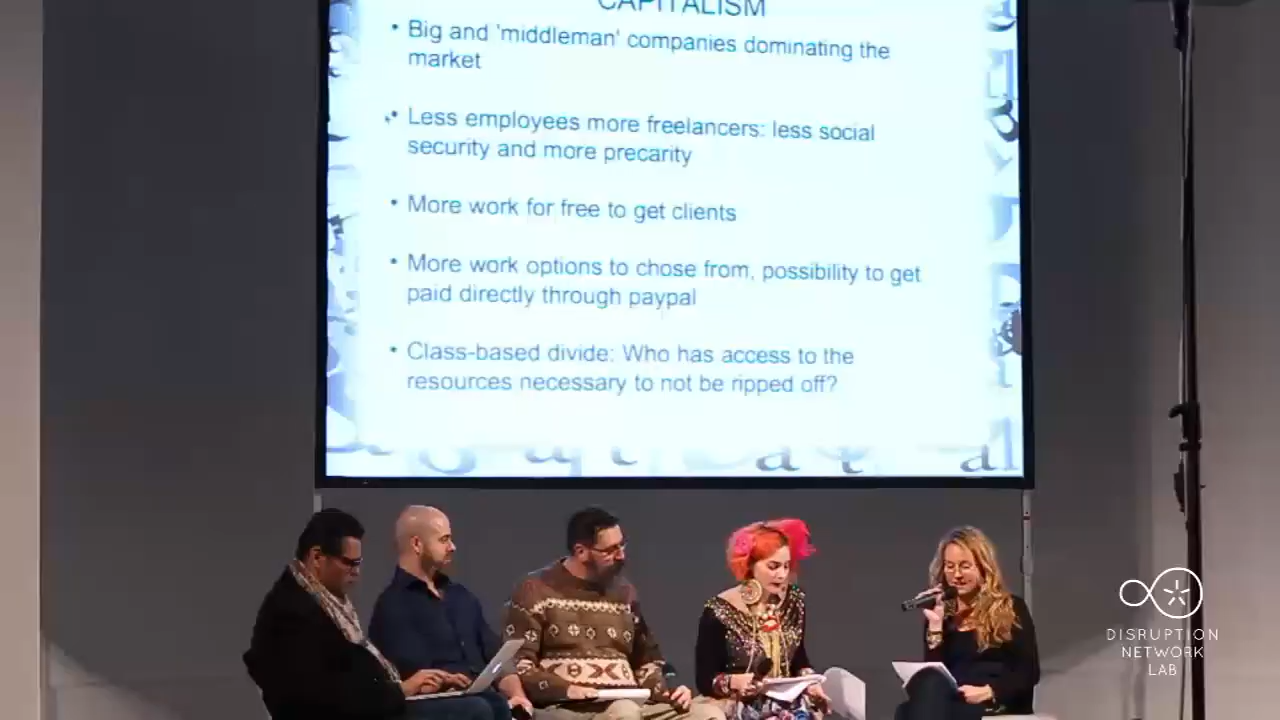 CAPITALISM
• Big and 'middleman' companies dominating the
market
• Less employees more freelancers: less social
security and more precarity
• More work for free to get clients
• More work options to chose from, possibility to get
paid directly through paypal
• Class-based divide: Who has access to the
resources necessary to not be ripped off?
DISRUPTION
NETWORK
LAB